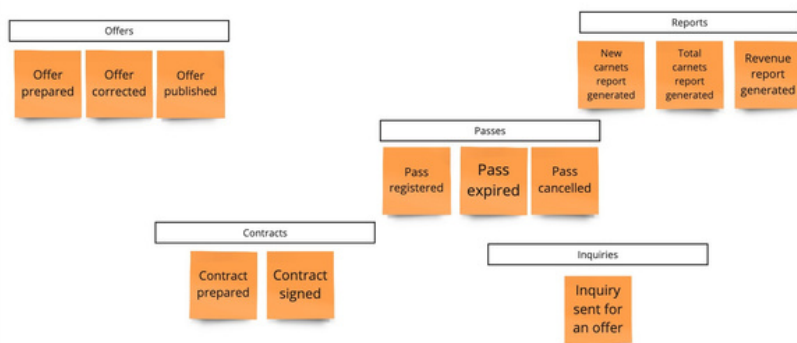 Offers
Offer
prepared
Offer
corrected
Offer
published
Reports
New
carnets
report
generated
Total
carnets
report
generated
Revenue
report
generated
Passes
Pass
registered
Pass
expired
Pass
cancelled
Contracts
Contract
prepared
Contract
signed
Inquiries
Inquiry
sent for
an offer